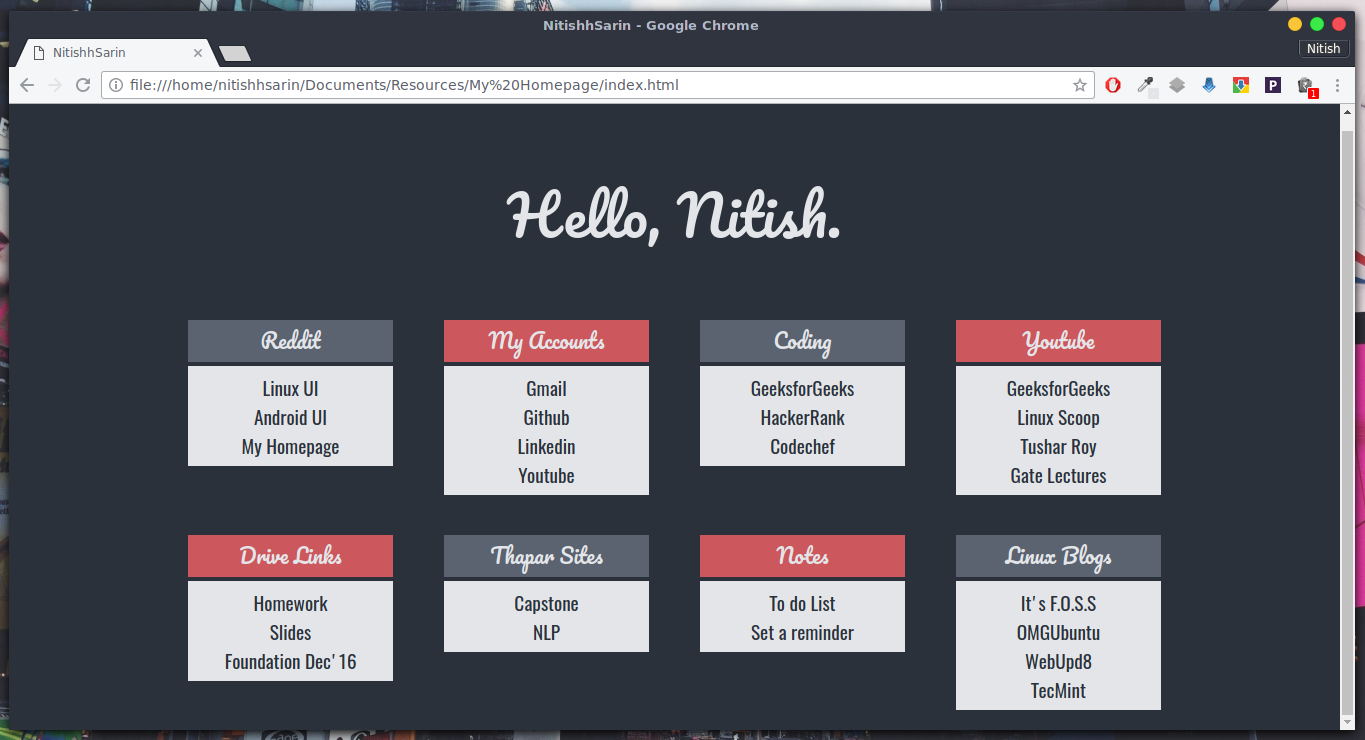 NitishhSarin - Google Chrome
NitishhSarin
Nitish
file:///home/nitishhsarin/Documents/Resources/My%20Homepage/index.html
P
1
Hello, Nitish.
Reddit
Linux UI
Android UI
My Homepage
My Accounts
Gmail
Github
Linkedin
Youtube
Coding
GeeksforGeeks
HackerRank
Codechef
Youtube
GeeksforGeeks
Linux Scoop
Tushar Roy
Gate Lectures
Drive Links
Homework
Slides
Foundation Dec'16
Thapar Sites
Capstone
NLP
Notes
To do List
Set a reminder
Linux Blogs
It's F.O.S.S
OMGUbuntu
WebUpd8
TecMint